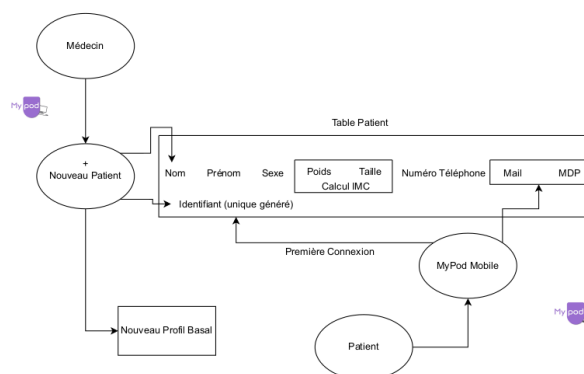 Médecin
My pod
Table Patient
+
Nouveau Patient
Nom Prénom Sexe Poids Taille Numéro Téléphone Mail MDP
Calcul IMC
Identifiant (unique généré)
Première Connexion
MyPod Mobile
My pod
Nouveau Profil Basal
Patient